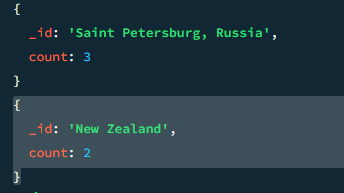 {
_id: 'Saint Petersburg, Russia',
count: 3
}
{
_id: 'New Zealand',
count: 2
}